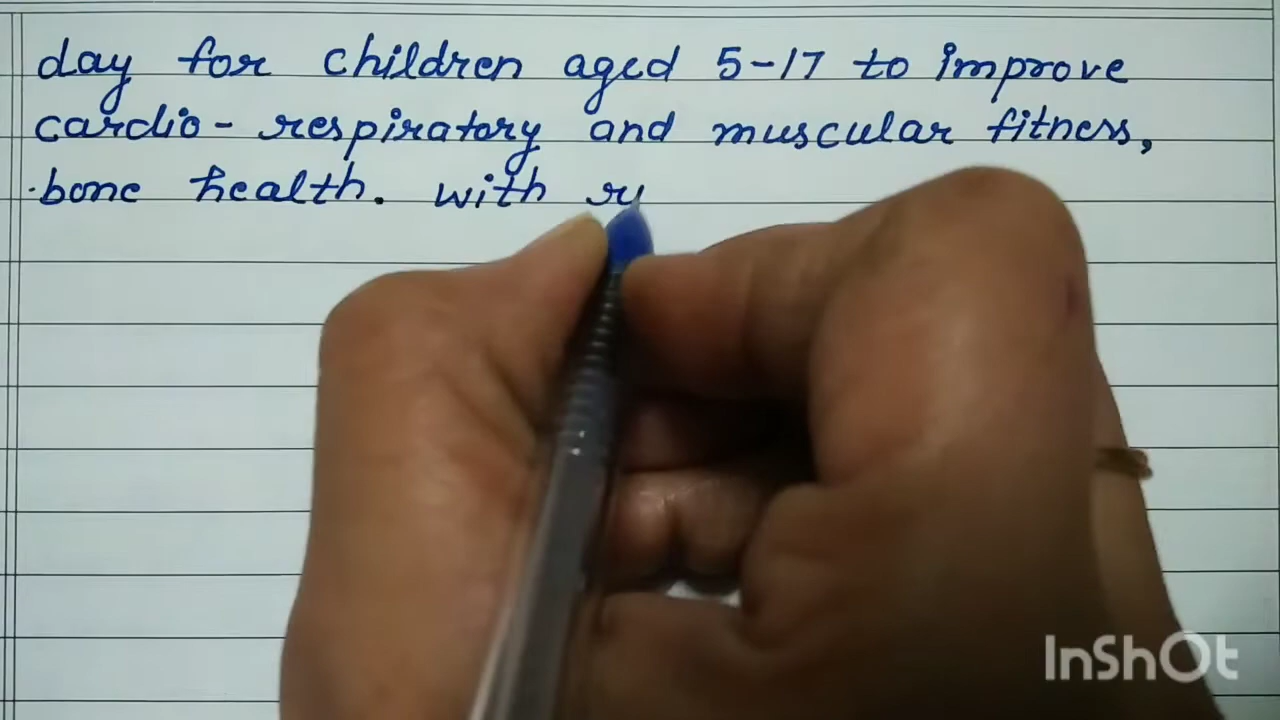 day for children aged 5-17 to improve
cardio-respiratory and muscular fitness,
bone health. with
InShOt